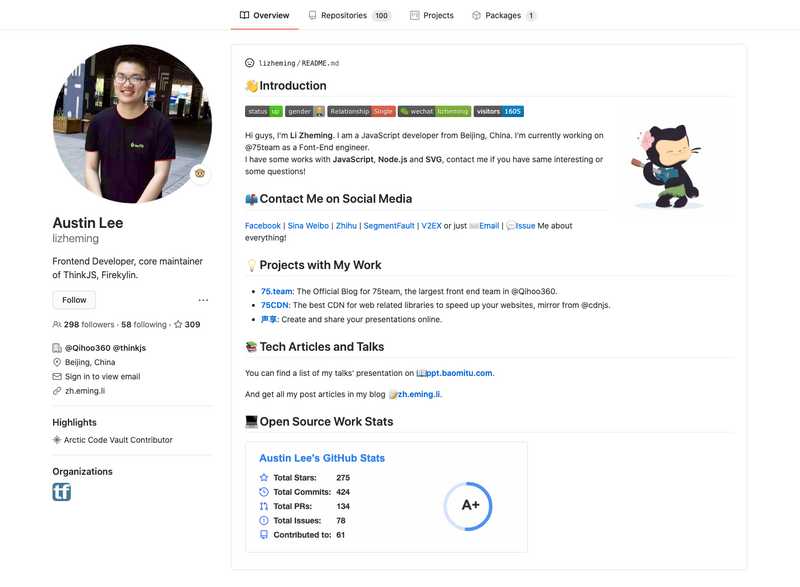 Overview
Repositories 100
Projects
Packages 1
Austin Lee
lizheming
Frontend Developer, core maintainer
of ThinkJS, Firekylin.
Follow
298 followers · 58 following · 309
@Qihoo360 @thinkjs
Beijing, China
Sign in to view email
zh.eming.li
Highlights
Arctic Code Vault Contributor
Organizations
tf
lizheming/README.md
Introduction
status up gender Relationship Single wechat lizheming visitors 1605
Hi guys, I'm Li Zheming. I am a JavaScript developer from Beijing, China. I'm currently working on
@75team as a Font-End engineer.
I have some works with JavaScript, Node.js and SVG, contact me if you have same interesting or
some questions!
Contact Me on Social Media
Facebook | Sina Weibo | Zhihu | SegmentFault | V2EX or just Email | Issue Me about
everything!
Projects with My Work
75.team: The Official Blog for 75team, the largest front end team in @Qihoo360.
75CDN: The best CDN for web related libraries to speed up your websites, mirror from @cdnjs.
声享: Create and share your presentations online.
Tech Articles and Talks
You can find a list of my talks' presentation on ppt.baomitu.com.
And get all my post articles in my blog zh.eming.li.
Open Source Work Stats
Austin Lee's GitHub Stats
Total Stars: 275
Total Commits: 424
Total PRs: 134
Total Issues: 78
Contributed to: 61
A+